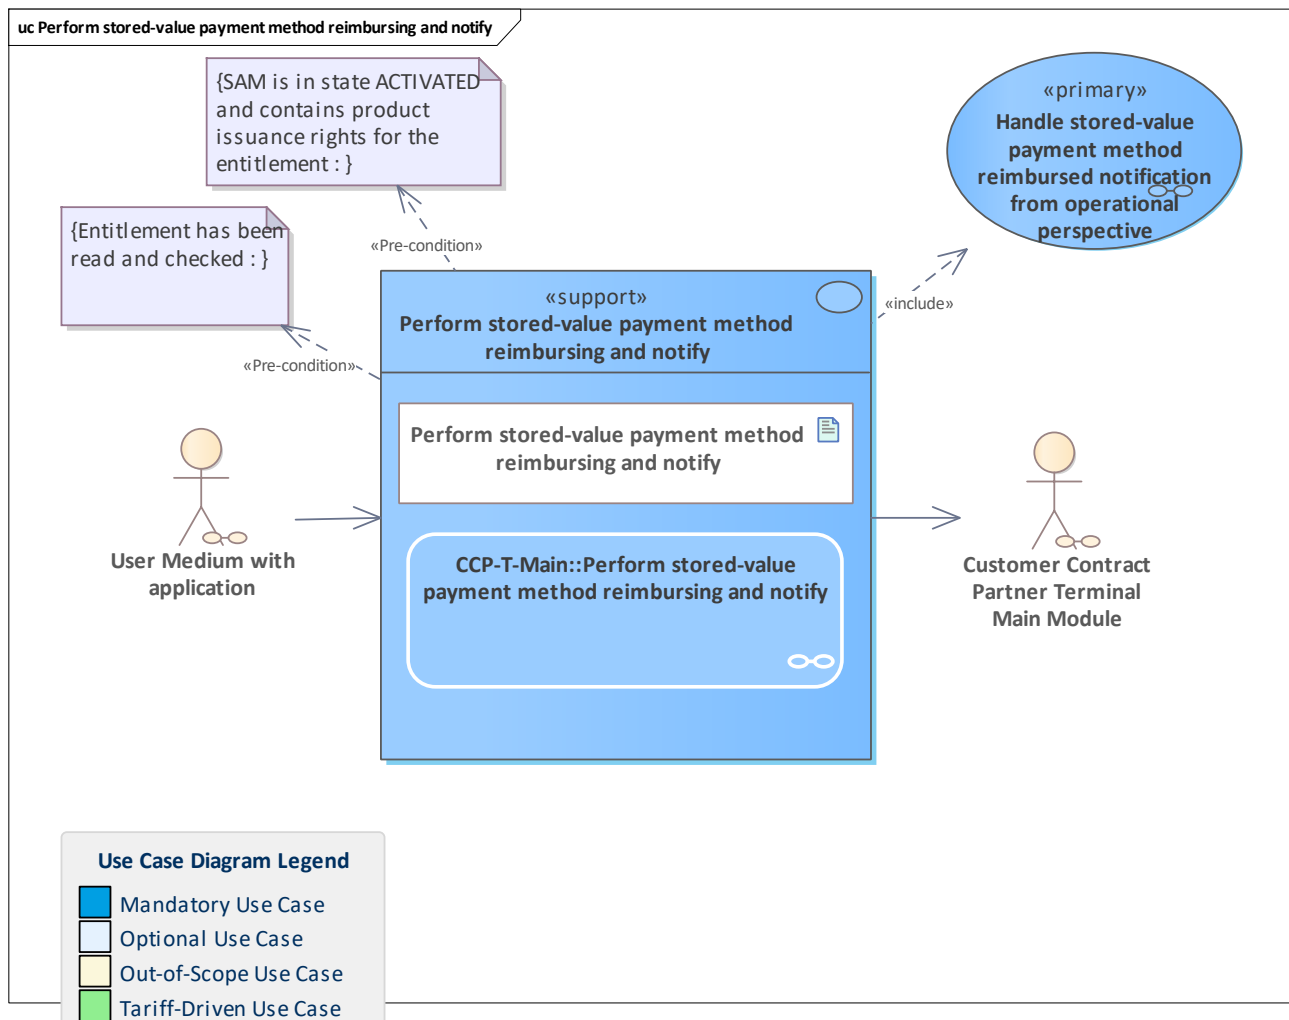 uc Perform stored-value payment method reimbursing and notify
{SAM is in state ACTIVATED
and contains product
issuance rights for the
entitlement : }
«primary»
Handle stored-value
payment method
reimbursed notification
from operational
perspective
{Entitlement has been
read and checked : }
«Pre-condition»
«include»
«Pre-condition»
«support»
Perform stored-value payment method
reimbursing and notify
Perform stored-value payment method
reimbursing and notify
User Medium with
application
CCP-T-Main::Perform stored-value
payment method reimbursing and notify
Customer Contract
Partner Terminal
Main Module
Use Case Diagram Legend
Mandatory Use Case
Optional Use Case
Out-of-Scope Use Case
Tariff-Driven Use Case